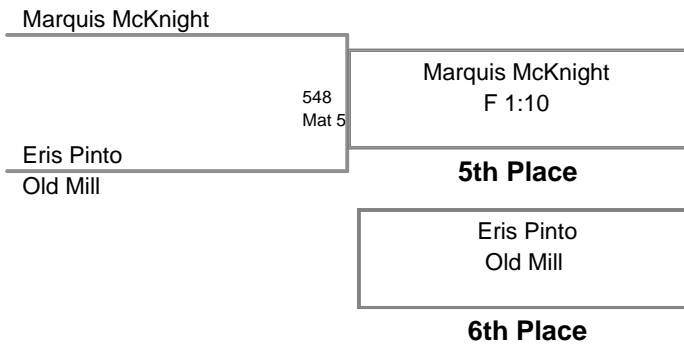 Marquis McKnight
Marquis McKnight
F 1:10
548
Mat 5
Eris Pinto
Old Mill
5th Place
Eris Pinto
Old Mill
6th Place